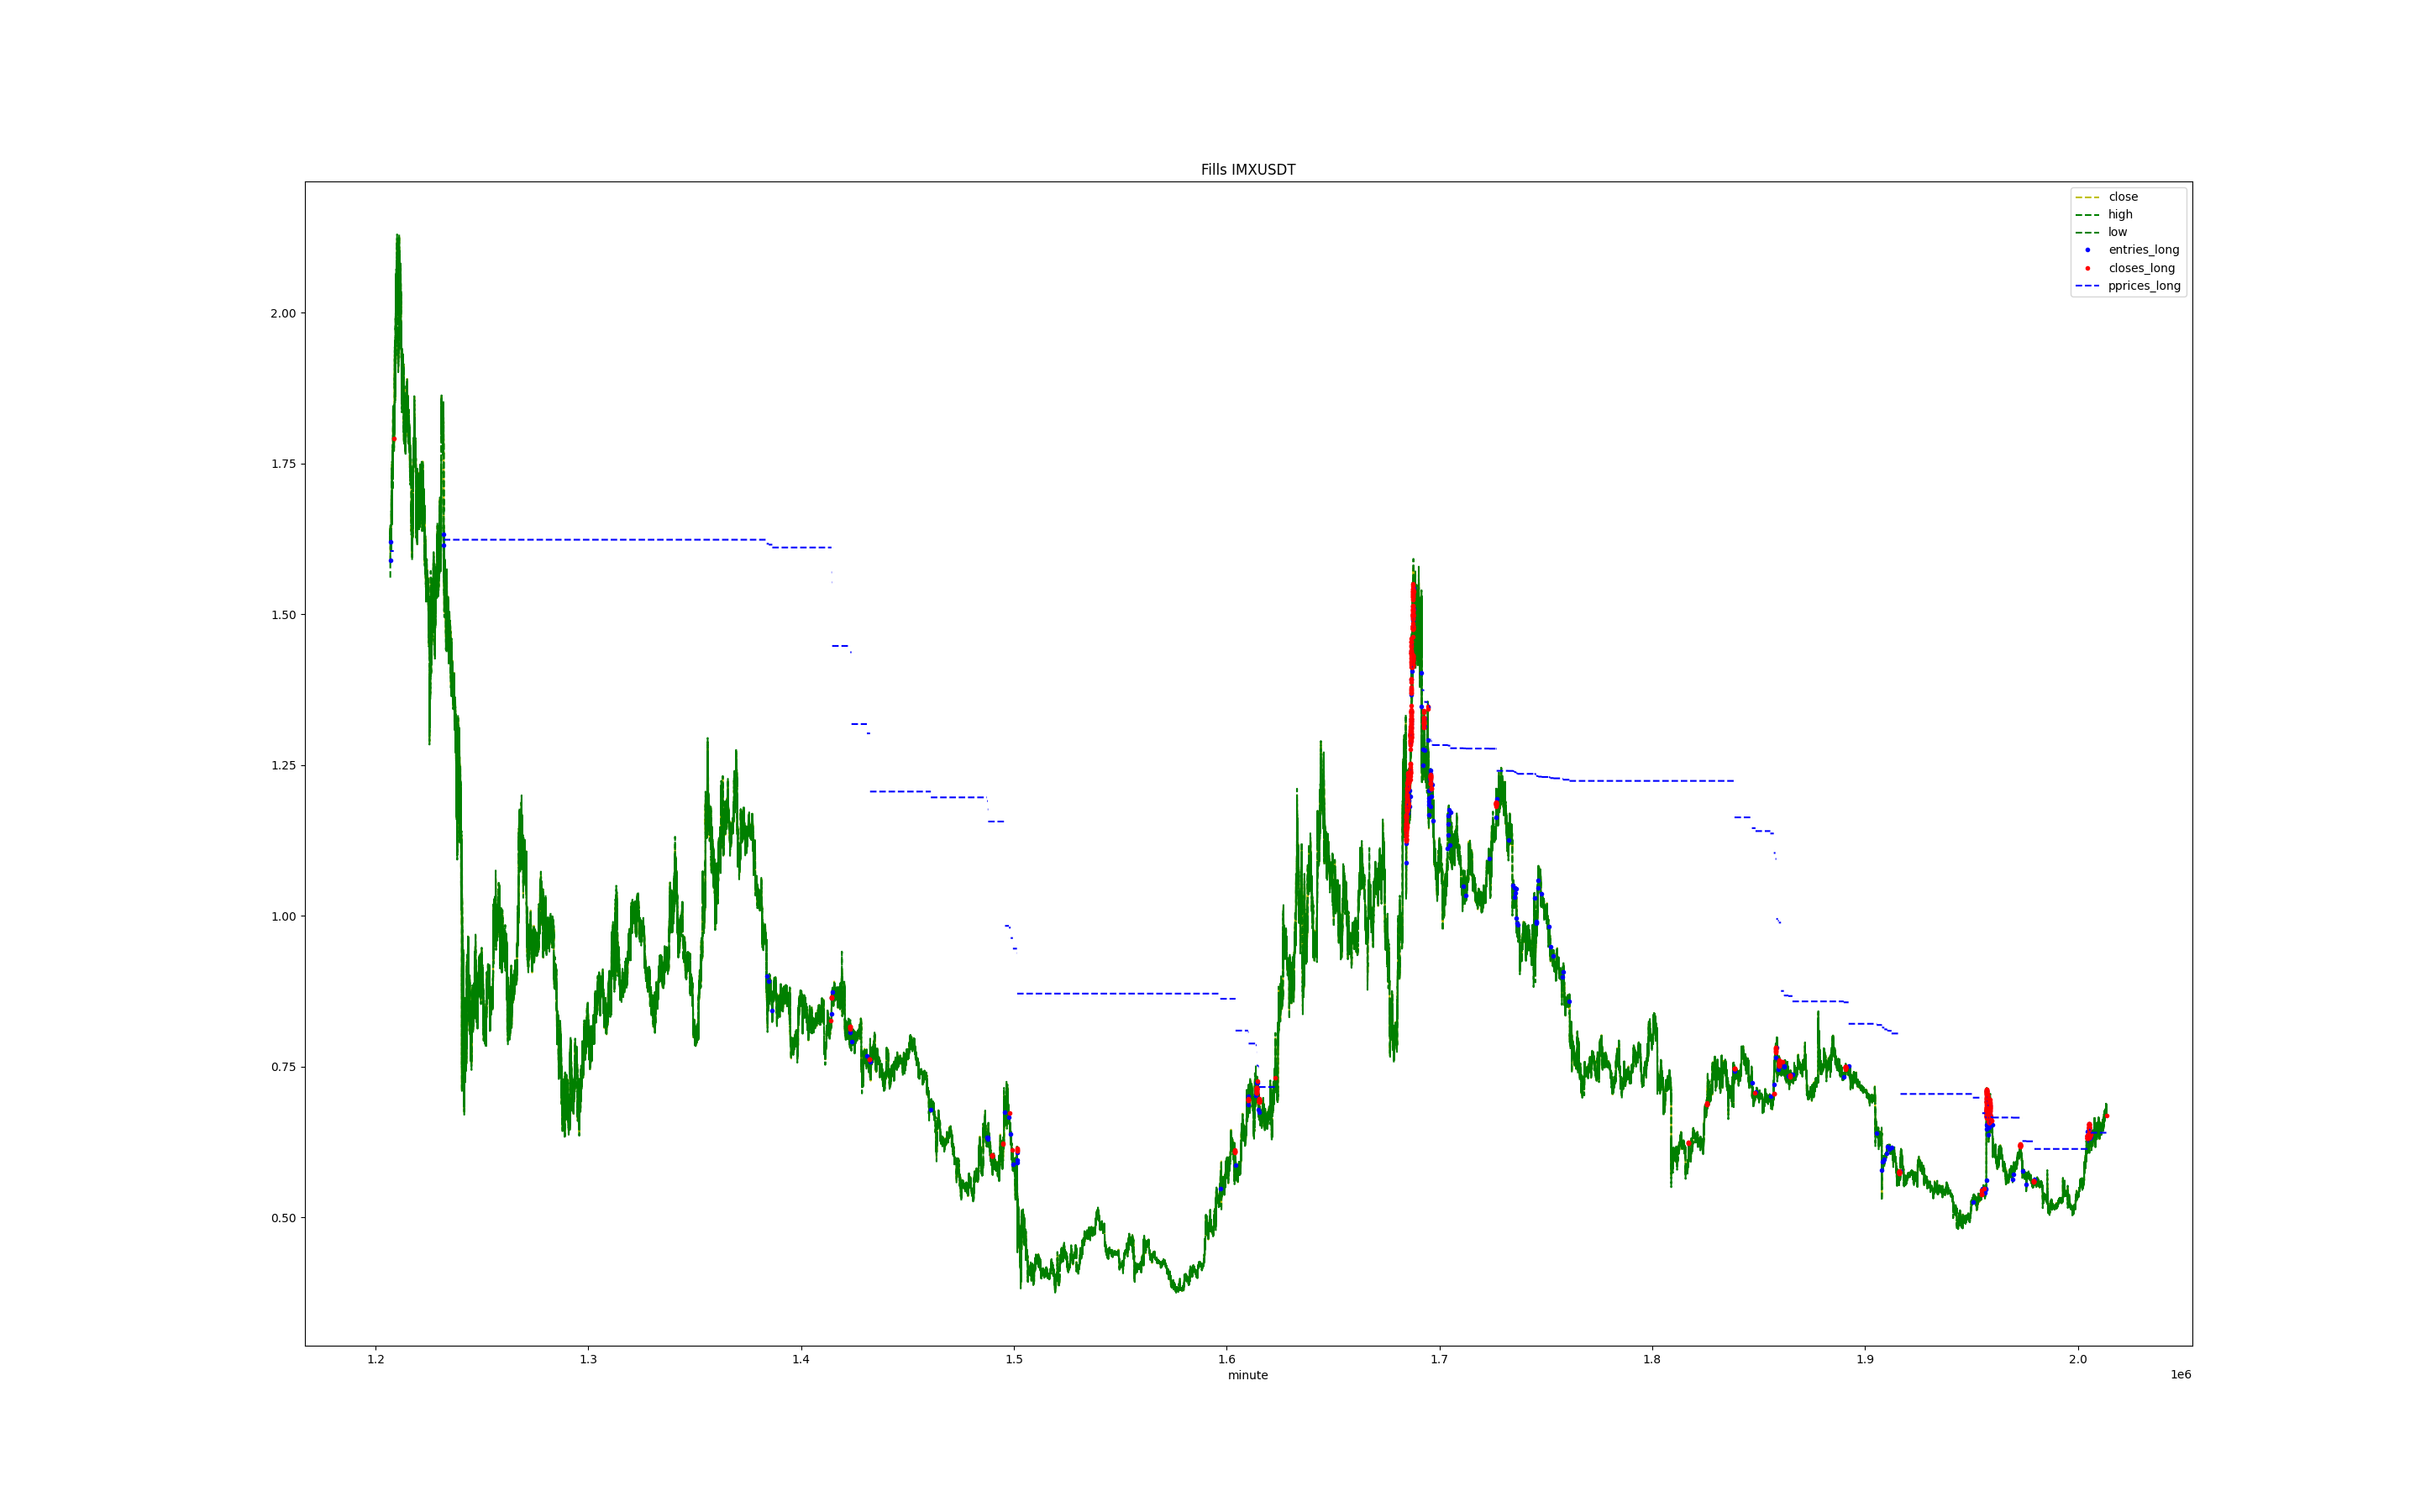 Fills IMXUSDT
close
high
low
entries_long
closes_long
pprices_long
2.00
1.75
1.50
1.25
1.00
0.75
0.50
1.2 1.3 1.4 1.5 1.6 1.7 1.8 1.9 2.0
minute
1e6